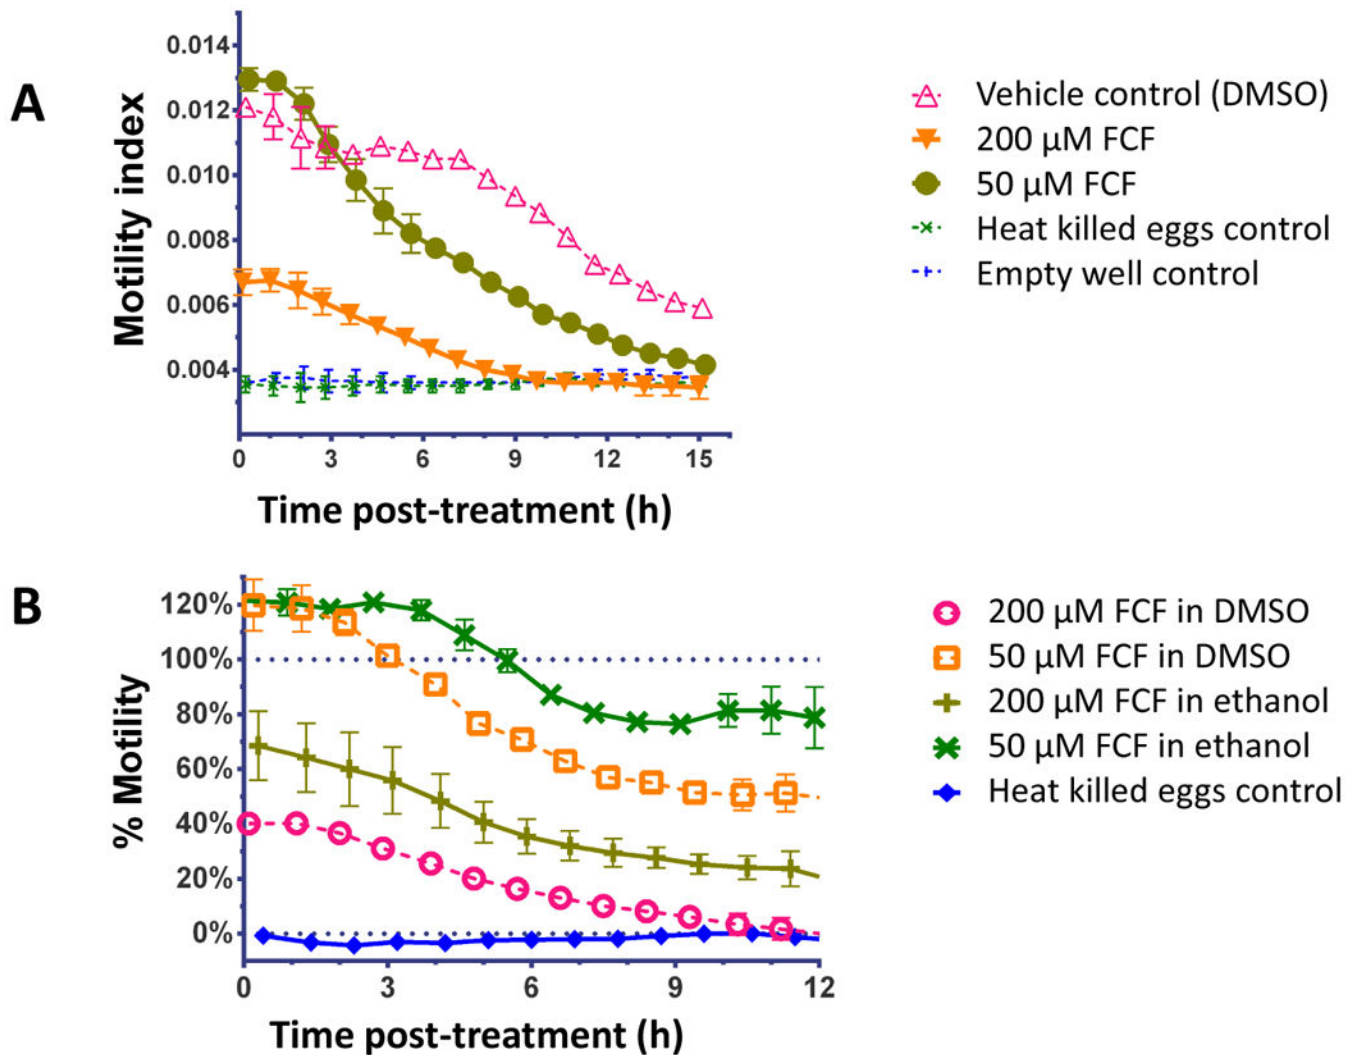 A
Motility index
0.014
0.012
0.010
0.008
0.006
0.004
0 3 6 9 12 15
Time post-treatment (h)
Vehicle control (DMSO)
200 µM FCF
50 µM FCF
Heat killed eggs control
Empty well control
B
% Motility
120%
100%
80%
60%
40%
20%
0%
0 3 6 9 12
Time post-treatment (h)
200 µM FCF in DMSO
50 µM FCF in DMSO
200 µM FCF in ethanol
50 µM FCF in ethanol
Heat killed eggs control